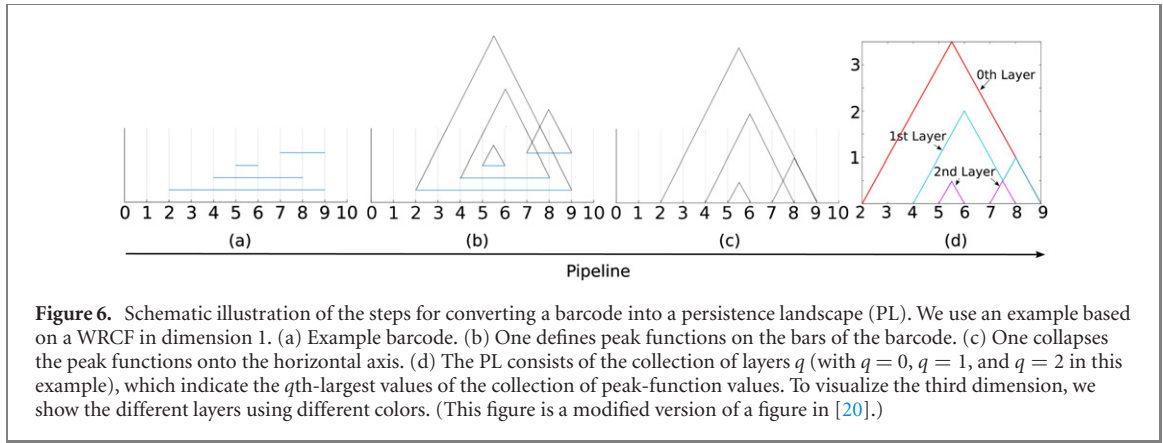 3
0th Layer
2
1st Layer
1
2nd Layer
0 1 2 3 4 5 6 7 8 9 10
0 1 2 3 4 5 6 7 8 9 10
0 1 2 3 4 5 6 7 8 9 10
2 3 4 5 6 7 8 9
(a) (b) (c) (d)
Pipeline
Figure 6. Schematic illustration of the steps for converting a barcode into a persistence landscape (PL). We use an example based
on a WRCF in dimension 1. (a) Example barcode. (b) One defines peak functions on the bars of the barcode. (c) One collapses
the peak functions onto the horizontal axis. (d) The PL consists of the collection of layers q (with q = 0, q = 1, and q = 2 in this
example), which indicate the qth-largest values of the collection of peak-function values. To visualize the third dimension, we
show the different layers using different colors. (This figure is a modified version of a figure in [20].)